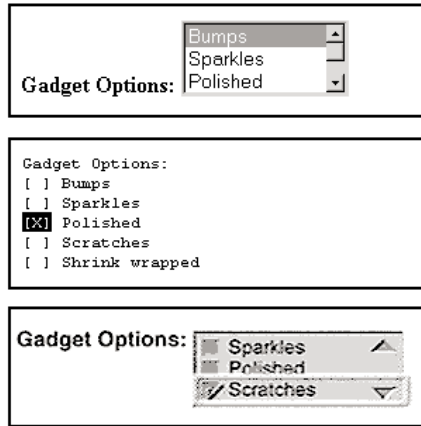 Bumps
Sparkles
Gadget Options: Polished
Gadget Options:
[ ] Bumps
[ ] Sparkles
[X] Polished
[ ] Scratches
[ ] Shrink wrapped
Gadget Options: Sparkles
Polished
Scratches